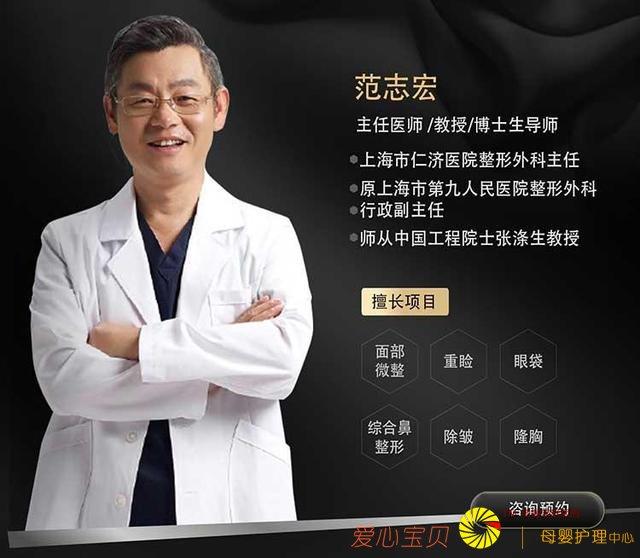 范志宏
主任医师/教授/博士生导师
上海市仁济医院整形外科主任
原上海市第九人民医院整形外科
行政副主任
师从中国工程院士张涤生教授
擅长项目
面部
微整
重睑
眼袋
综合鼻
整形
除皱
隆胸
咨询预约
爱心宝贝
母婴护理中心